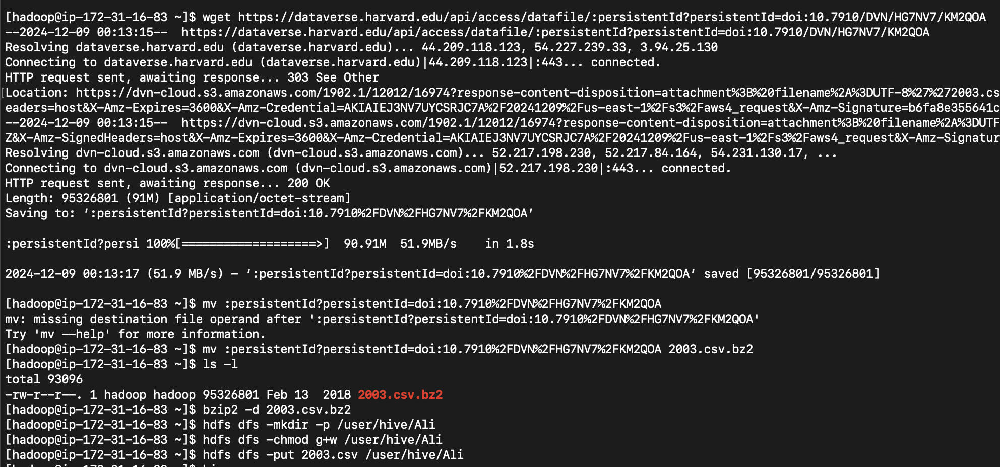 [hadoop@ip-172-31-16-83 ~]$ wget https://dataverse.harvard.edu/api/access/datafile/:persistentId?persistentId=doi:10.7910/DVN/HG7NV7/KM2QOA
--2024-12-09 00:13:15--  https://dataverse.harvard.edu/api/access/datafile/:persistentId?persistentId=doi:10.7910/DVN/HG7NV7/KM2QOA
Resolving dataverse.harvard.edu (dataverse.harvard.edu)... 44.209.118.123, 54.227.239.33, 3.94.25.130
Connecting to dataverse.harvard.edu (dataverse.harvard.edu)|44.209.118.123|:443... connected.
HTTP request sent, awaiting response... 303 See Other
Location: https://dvn-cloud.s3.amazonaws.com/1902.1/12012/16974?response-content-disposition=attachment%3B%20filename%2A%3DUTF-8%27%272003.cs
eaders=host&X-Amz-Expires=3600&X-Amz-Credential=AKIAIEJ3NV7UYCSRJC7A%2F20241209%2Fus-east-1%2Fs3%2Faws4_request&X-Amz-Signature=b6fa8e355641c
--2024-12-09 00:13:15--  https://dvn-cloud.s3.amazonaws.com/1902.1/12012/16974?response-content-disposition=attachment%3B%20filename%2A%3DUTF
Z&X-Amz-SignedHeaders=host&X-Amz-Expires=3600&X-Amz-Credential=AKIAIEJ3NV7UYCSRJC7A%2F20241209%2Fus-east-1%2Fs3%2Faws4_request&X-Amz-Signatur
Resolving dvn-cloud.s3.amazonaws.com (dvn-cloud.s3.amazonaws.com)... 52.217.198.230, 52.217.84.164, 54.231.130.17, ...
Connecting to dvn-cloud.s3.amazonaws.com (dvn-cloud.s3.amazonaws.com)|52.217.198.230|:443... connected.
HTTP request sent, awaiting response... 200 OK
Length: 95326801 (91M) [application/octet-stream]
Saving to: ‘:persistentId?persistentId=doi:10.7910%2FDVN%2FHG7NV7%2FKM2QOA’
:persistentId?persi 100%[===================>]  90.91M  51.9MB/s    in 1.8s
2024-12-09 00:13:17 (51.9 MB/s) - ‘:persistentId?persistentId=doi:10.7910%2FDVN%2FHG7NV7%2FKM2QOA’ saved [95326801/95326801]
[hadoop@ip-172-31-16-83 ~]$ mv :persistentId?persistentId=doi:10.7910%2FDVN%2FHG7NV7%2FKM2QOA
mv: missing destination file operand after ':persistentId?persistentId=doi:10.7910%2FDVN%2FHG7NV7%2FKM2QOA'
Try 'mv --help' for more information.
[hadoop@ip-172-31-16-83 ~]$ mv :persistentId?persistentId=doi:10.7910%2FDVN%2FHG7NV7%2FKM2QOA 2003.csv.bz2
[hadoop@ip-172-31-16-83 ~]$ ls -l
total 93096
-rw-r--r--. 1 hadoop hadoop 95326801 Feb 13  2018 2003.csv.bz2
[hadoop@ip-172-31-16-83 ~]$ bzip2 -d 2003.csv.bz2
[hadoop@ip-172-31-16-83 ~]$ hdfs dfs -mkdir -p /user/hive/Ali
[hadoop@ip-172-31-16-83 ~]$ hdfs dfs -chmod g+w /user/hive/Ali
[hadoop@ip-172-31-16-83 ~]$ hdfs dfs -put 2003.csv /user/hive/Ali